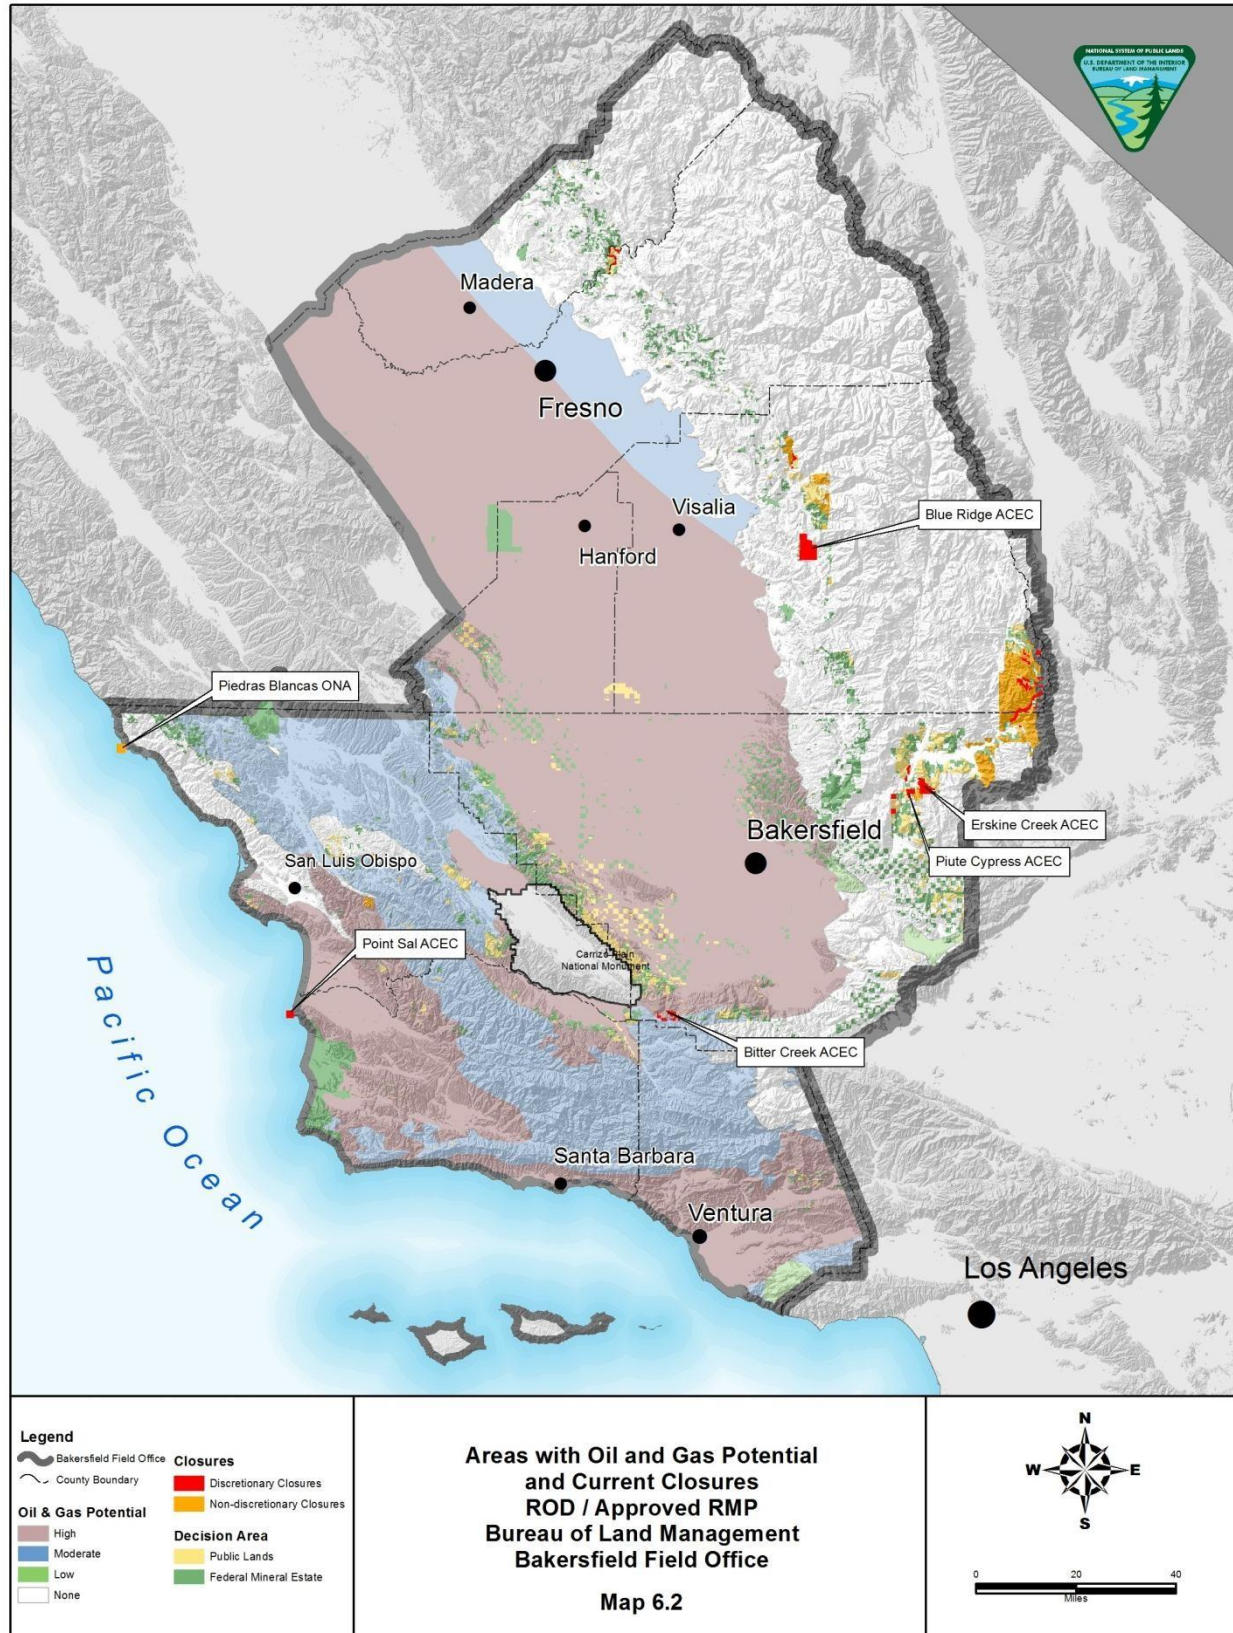 NATIONAL SYSTEM OF PUBLIC LANDS
U.S. DEPARTMENT OF THE INTERIOR
BUREAU OF LAND MANAGEMENT
Madera
Fresno
Visalia
Hanford
Blue Ridge ACEC
Piedras Blancas ONA
Erskine Creek ACEC
Bakersfield
Piute Cypress ACEC
San Luis Obispo
Point Sal ACEC
Carrizo Plain
National Monument
Bitter Creek ACEC
Pacific Ocean
Santa Barbara
Ventura
Los Angeles
Legend
Bakersfield Field Office
County Boundary
Oil & Gas Potential
High
Moderate
Low
None
Closures
Discretionary Closures
Non-discretionary Closures
Decision Area
Public Lands
Federal Mineral Estate
Areas with Oil and Gas Potential
and Current Closures
ROD / Approved RMP
Bureau of Land Management
Bakersfield Field Office
Map 6.2
N
W E
S
0 20 40
Miles